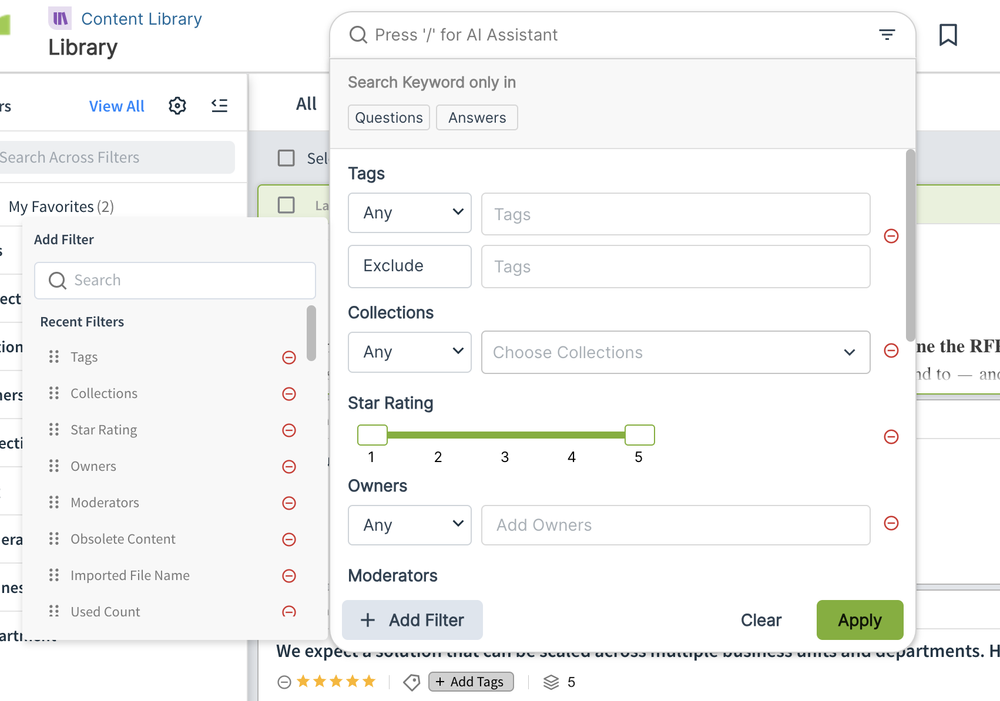 Content Library
Library
Press '/' for AI Assistant
Search Keyword only in
Questions
Answers
rs
View All
All
Search Across Filters
My Favorites (2)
Add Filter
Search
Recent Filters
Tags
Collections
Star Rating
Owners
Moderators
Obsolete Content
Imported File Name
Used Count
Tags
Any
Tags
Exclude
Tags
Collections
Any
Choose Collections
Star Rating
1 2 3 4 5
Owners
Any
Add Owners
Moderators
+ Add Filter
Clear
Apply
Sel
La
ect
tion
ners
ecti
era
nes
ne the RFP
nd to — and
We expect a solution that can be scaled across multiple business units and departments. H
+ Add Tags
5